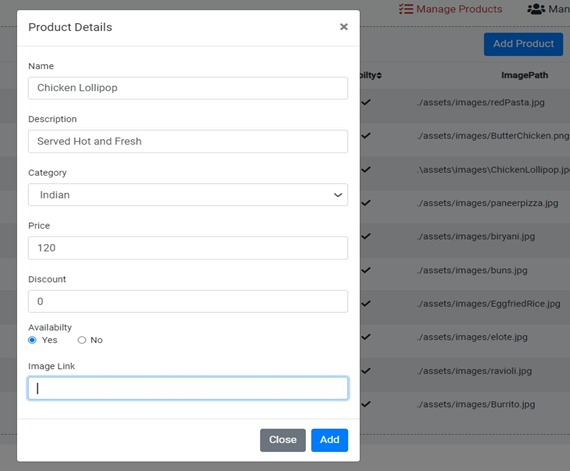 Manage Products
Man
Product Details
×
Add Product
bilty
ImagePath
Name
Chicken Lollipop
./assets/images/redPasta.jpg
Description
./assets/images/ButterChicken.png
Served Hot and Fresh
Category
.\assets\images\ChickenLollipop.jp
Indian
./assets/images/paneerpizza.jpg
Price
./assets/images/biryani.jpg
120
./assets/images/buns.jpg
Discount
0
./assets/images/EggfriedRice.jpg
Availabilty
Yes No
./assets/images/elote.jpg
Image Link
./assets/images/ravioli.jpg
./assets/images/Burrito.jpg
Close Add